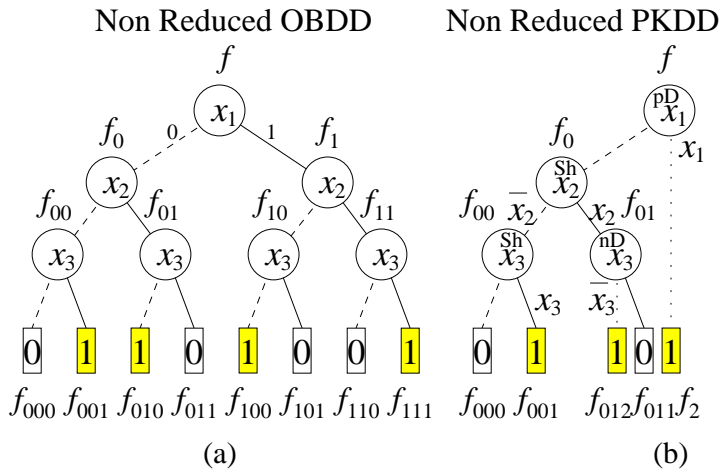 Non Reduced OBDD Non Reduced PKDD
f f
pD
x₁ x₁
f₀ 0 1 f₁ f₀ x₁
Sh
x₂ x₂ x₂
f₀₀ f₀₁ f₁₀ f₁₁ f₀₀ x̅₂ x₂ f₀₁
Sh nD
x₃ x₃ x₃ x₃ x₃ x₃
x₃ x̅₃
0 1 1 0 1 0 0 1 0 1 1 0 1
f₀₀₀ f₀₀₁ f₀₁₀ f₀₁₁ f₁₀₀ f₁₀₁ f₁₁₀ f₁₁₁ f₀₀₀ f₀₀₁ f₀₁₂ f₀₁₁ f₂
(a) (b)